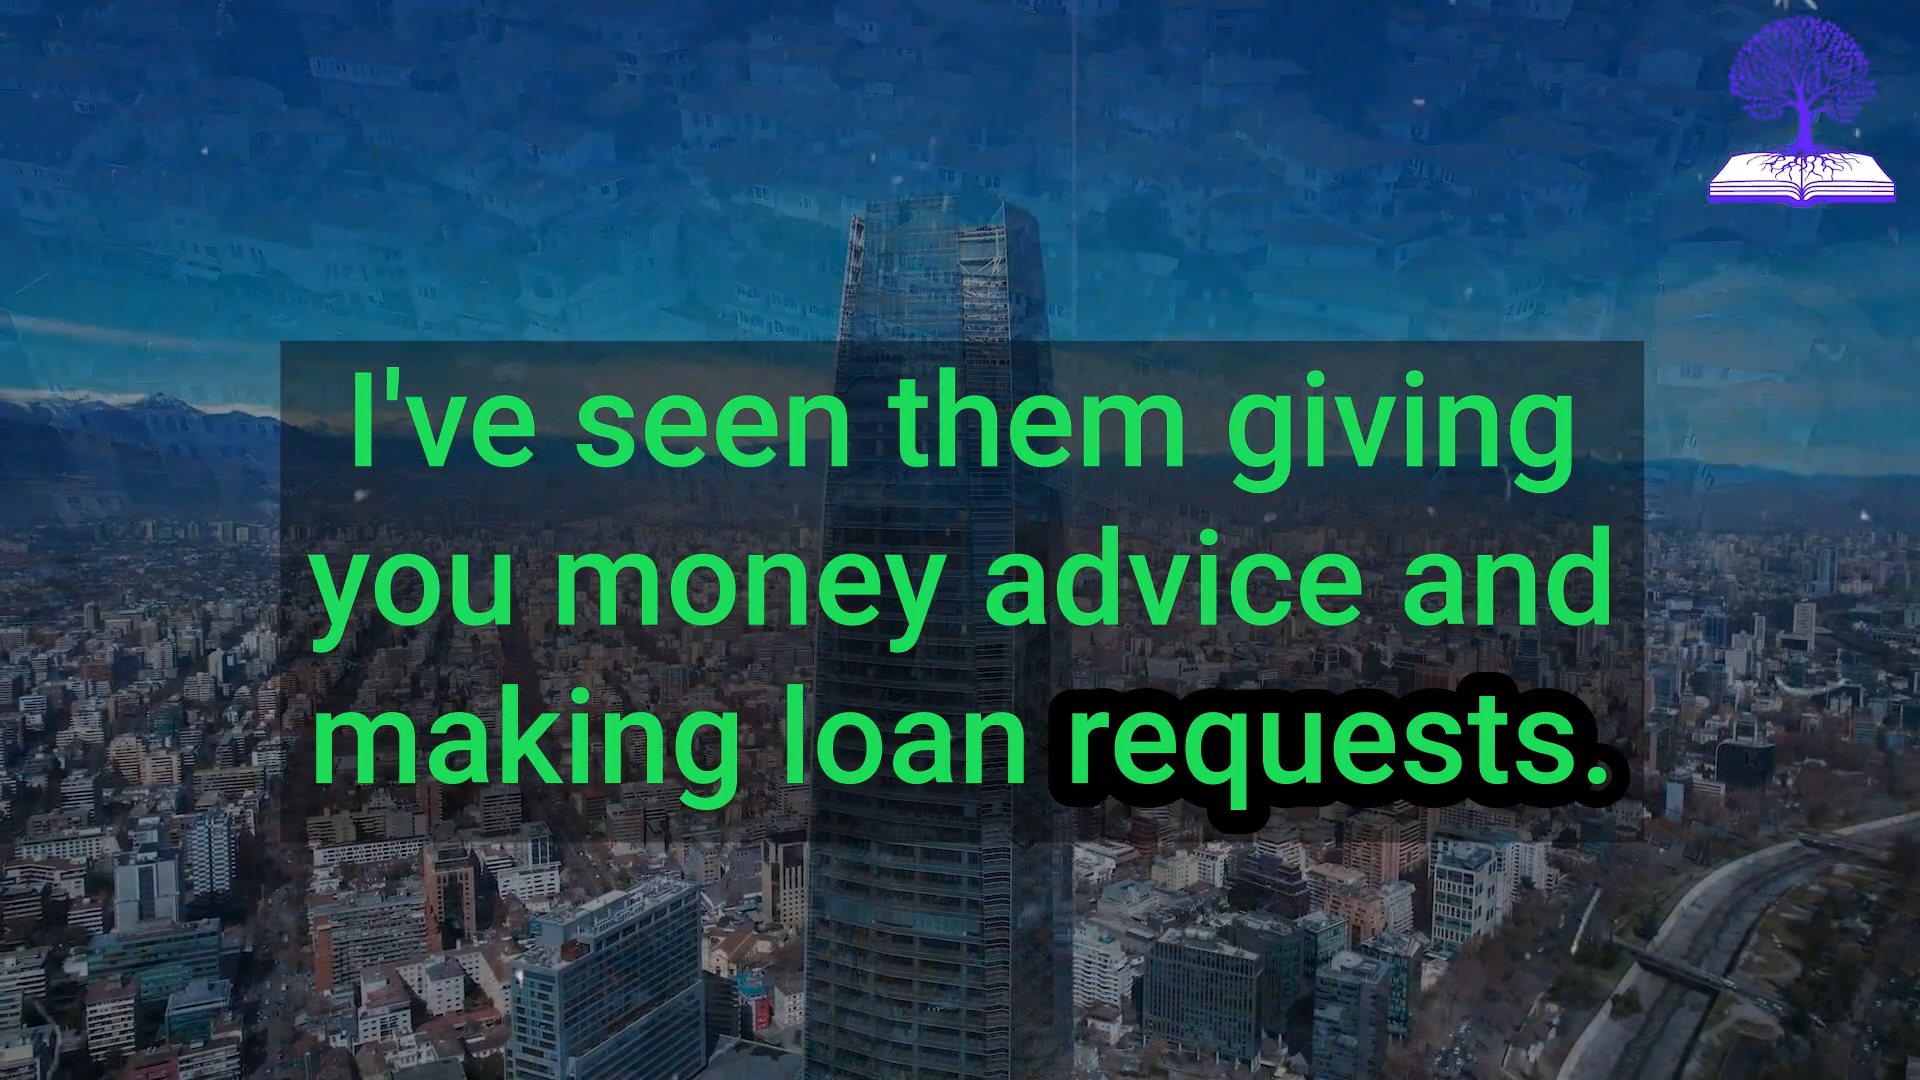 I've seen them giving
you money advice and
making loan requests.